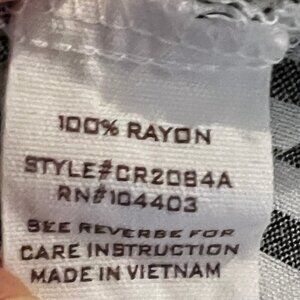 100% RAYON
STYLE#CR2084A
RN#104403
SEE REVERSE FOR
CARE INSTRUCTION
MADE IN VIETNAM